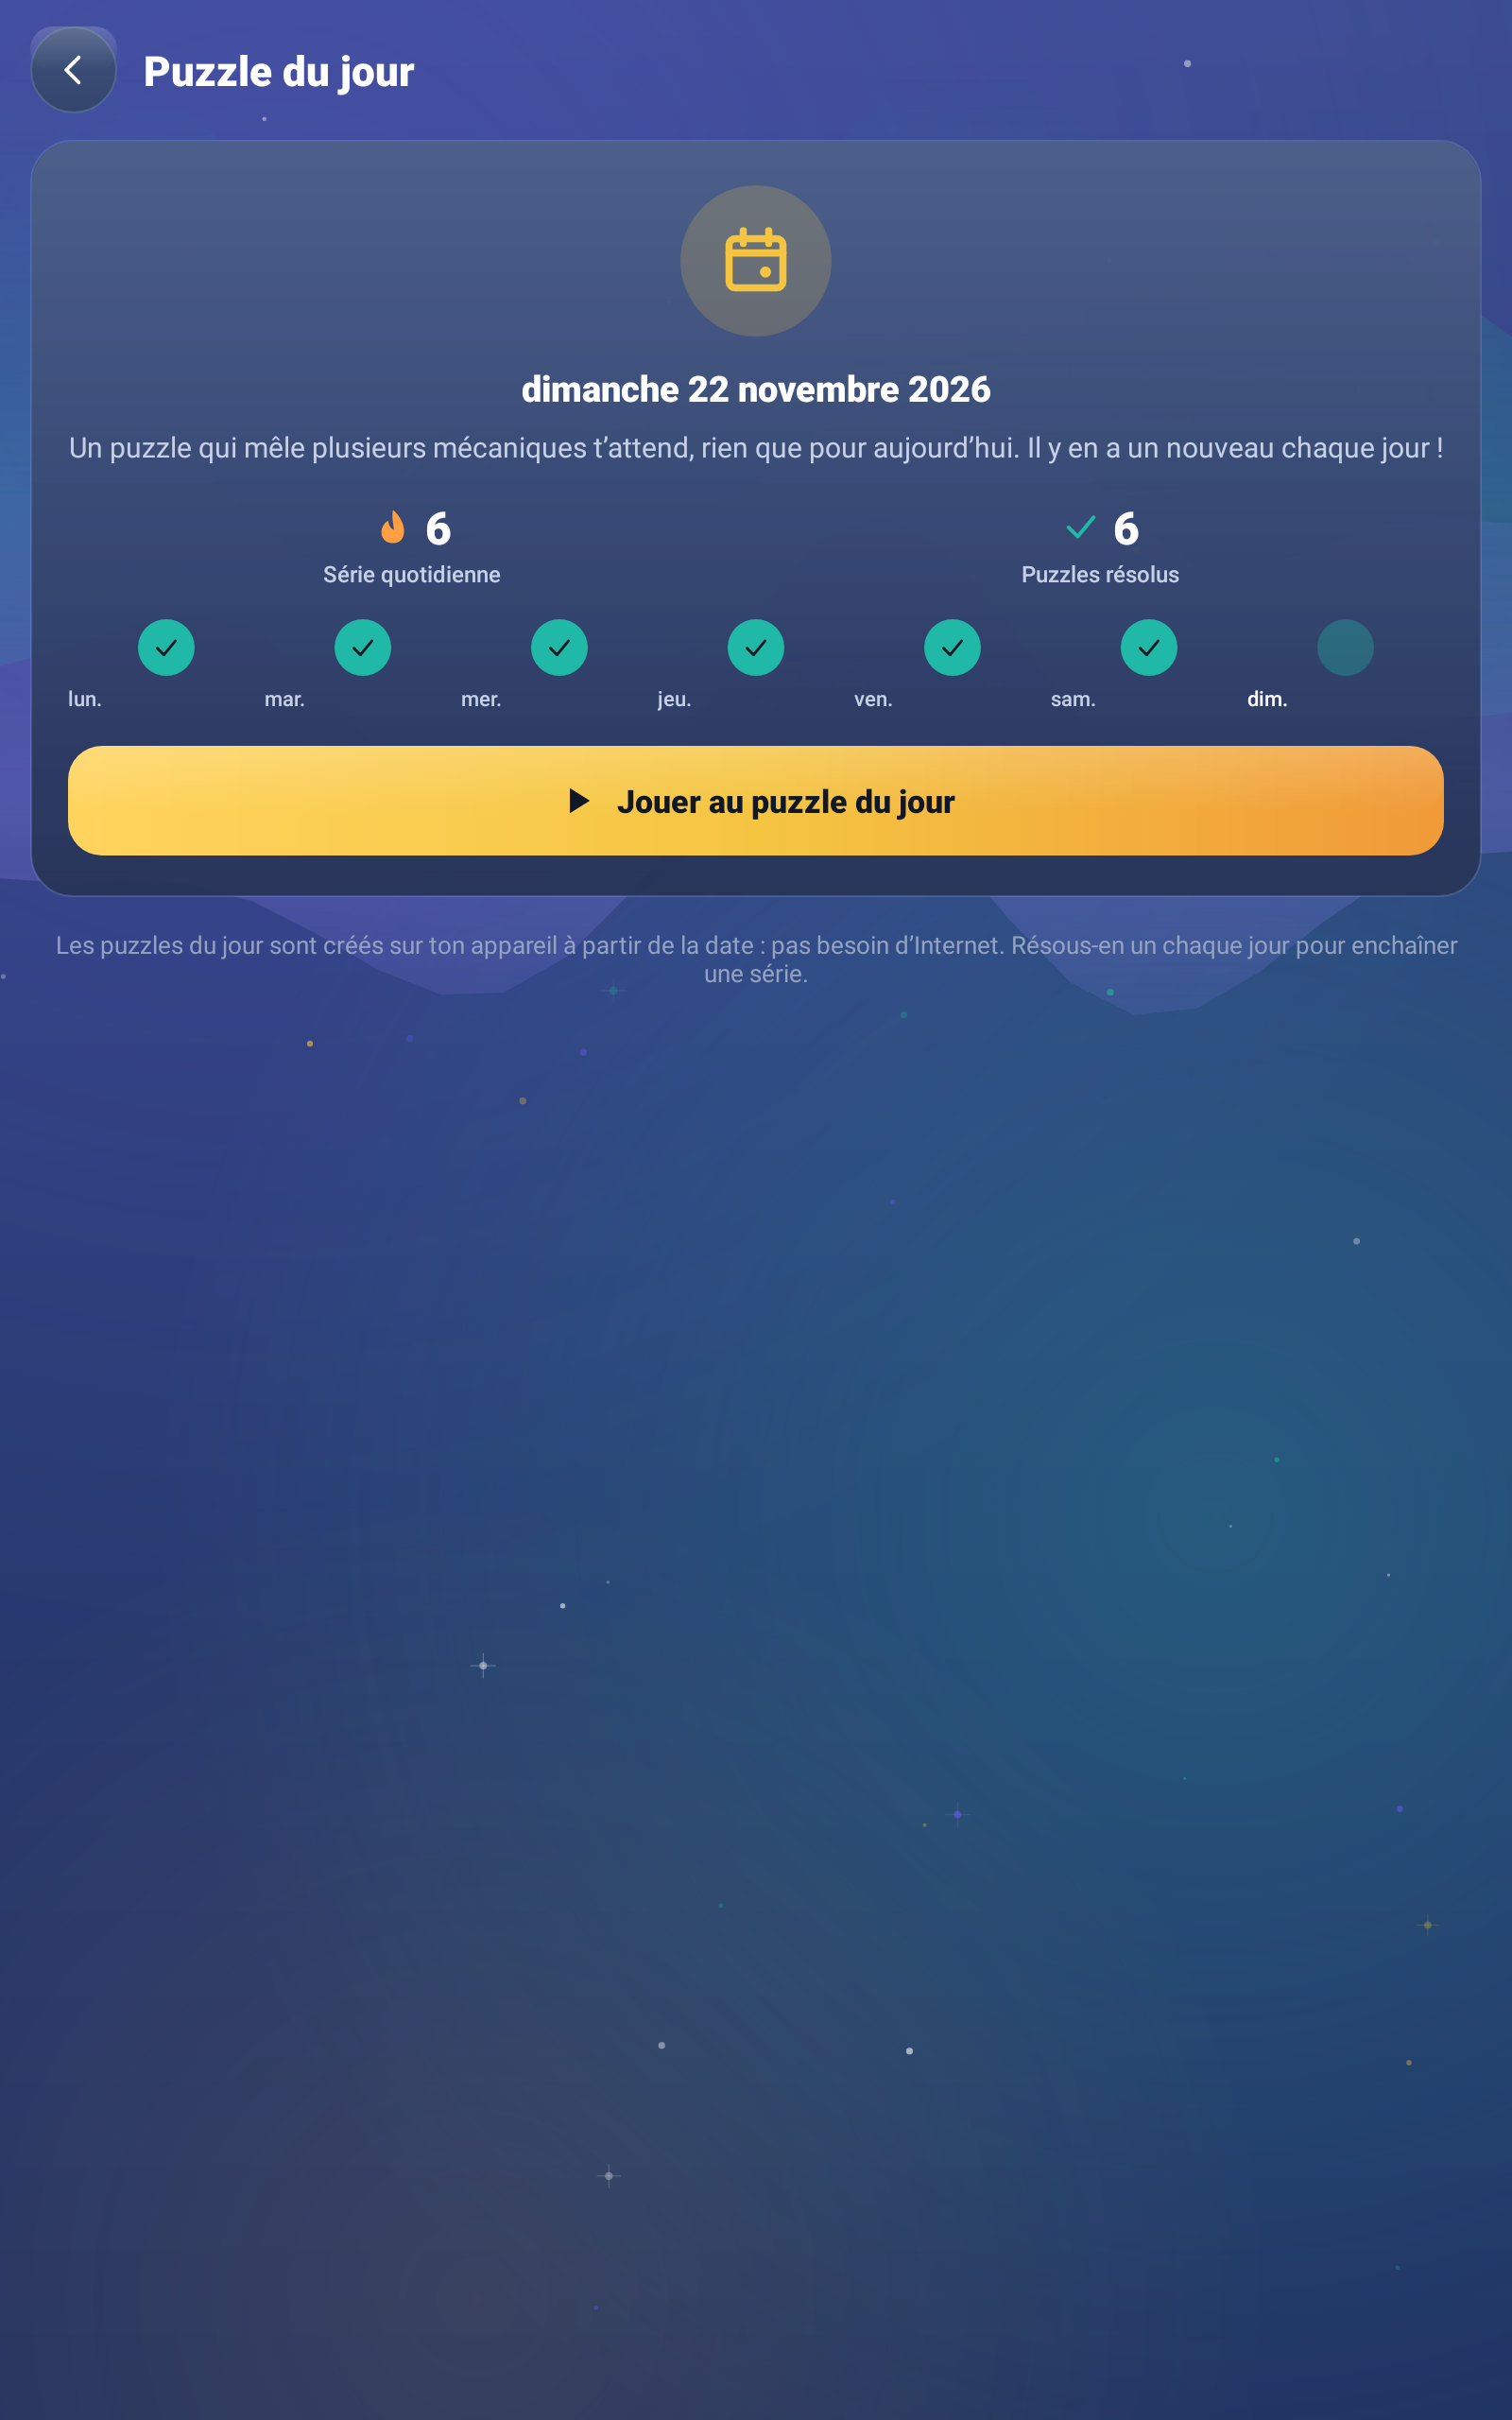 Puzzle du jour
dimanche 22 novembre 2026
Un puzzle qui mêle plusieurs mécaniques t’attend, rien que pour aujourd’hui. Il y en a un nouveau chaque jour !
6
Série quotidienne
6
Puzzles résolus
lun.
mar.
mer.
jeu.
ven.
sam.
dim.
Jouer au puzzle du jour
Les puzzles du jour sont créés sur ton appareil à partir de la date : pas besoin d’Internet. Résous-en un chaque jour pour enchaîner
une série.